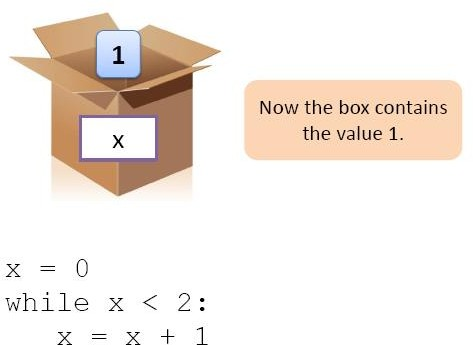 1
x
Now the box contains
the value 1.
x = 0
while x < 2:
    x = x + 1